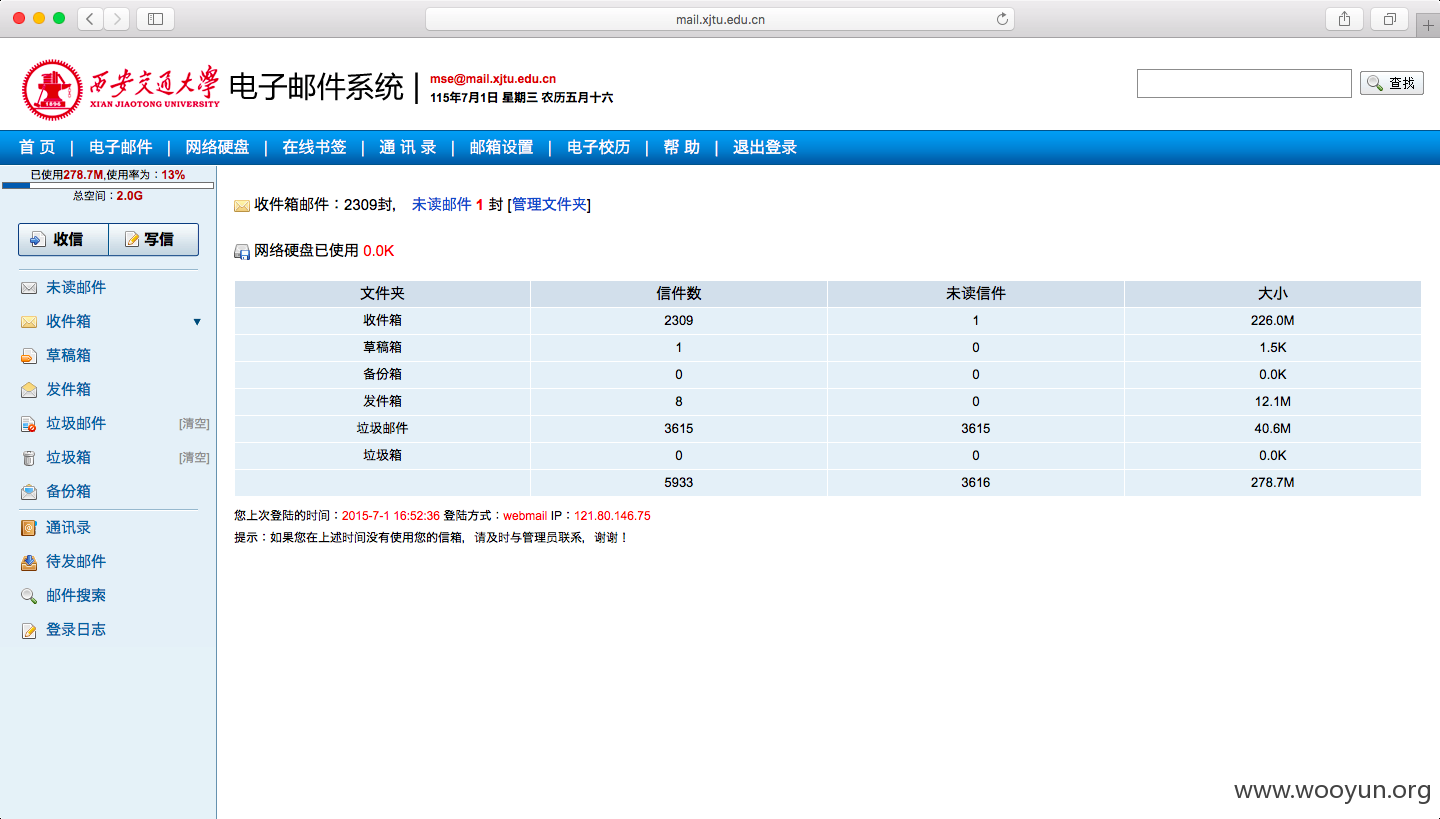 mail.xjtu.edu.cn
西安交通大学
XIAN JIAOTONG UNIVERSITY
1896
电子邮件系统
mse@mail.xjtu.edu.cn
115年7月1日 星期三 农历五月十六
查找
首 页 | 电子邮件 | 网络硬盘 | 在线书签 | 通 讯 录 | 邮箱设置 | 电子校历 | 帮 助 | 退出登录
已使用278.7M,使用率为：13%
总空间：2.0G
收信 写信
未读邮件
收件箱
草稿箱
发件箱
垃圾邮件 [清空]
垃圾箱 [清空]
备份箱
通讯录
待发邮件
邮件搜索
登录日志
收件箱邮件：2309封, 未读邮件 1 封 [管理文件夹]
网络硬盘已使用 0.0K
文件夹 信件数 未读信件 大小
收件箱 2309 1 226.0M
草稿箱 1 0 1.5K
备份箱 0 0 0.0K
发件箱 8 0 12.1M
垃圾邮件 3615 3615 40.6M
垃圾箱 0 0 0.0K
5933 3616 278.7M
您上次登陆的时间：2015-7-1 16:52:36 登陆方式：webmail IP：121.80.146.75
提示：如果您在上述时间没有使用您的信箱，请及时与管理员联系，谢谢！
www.wooyun.org